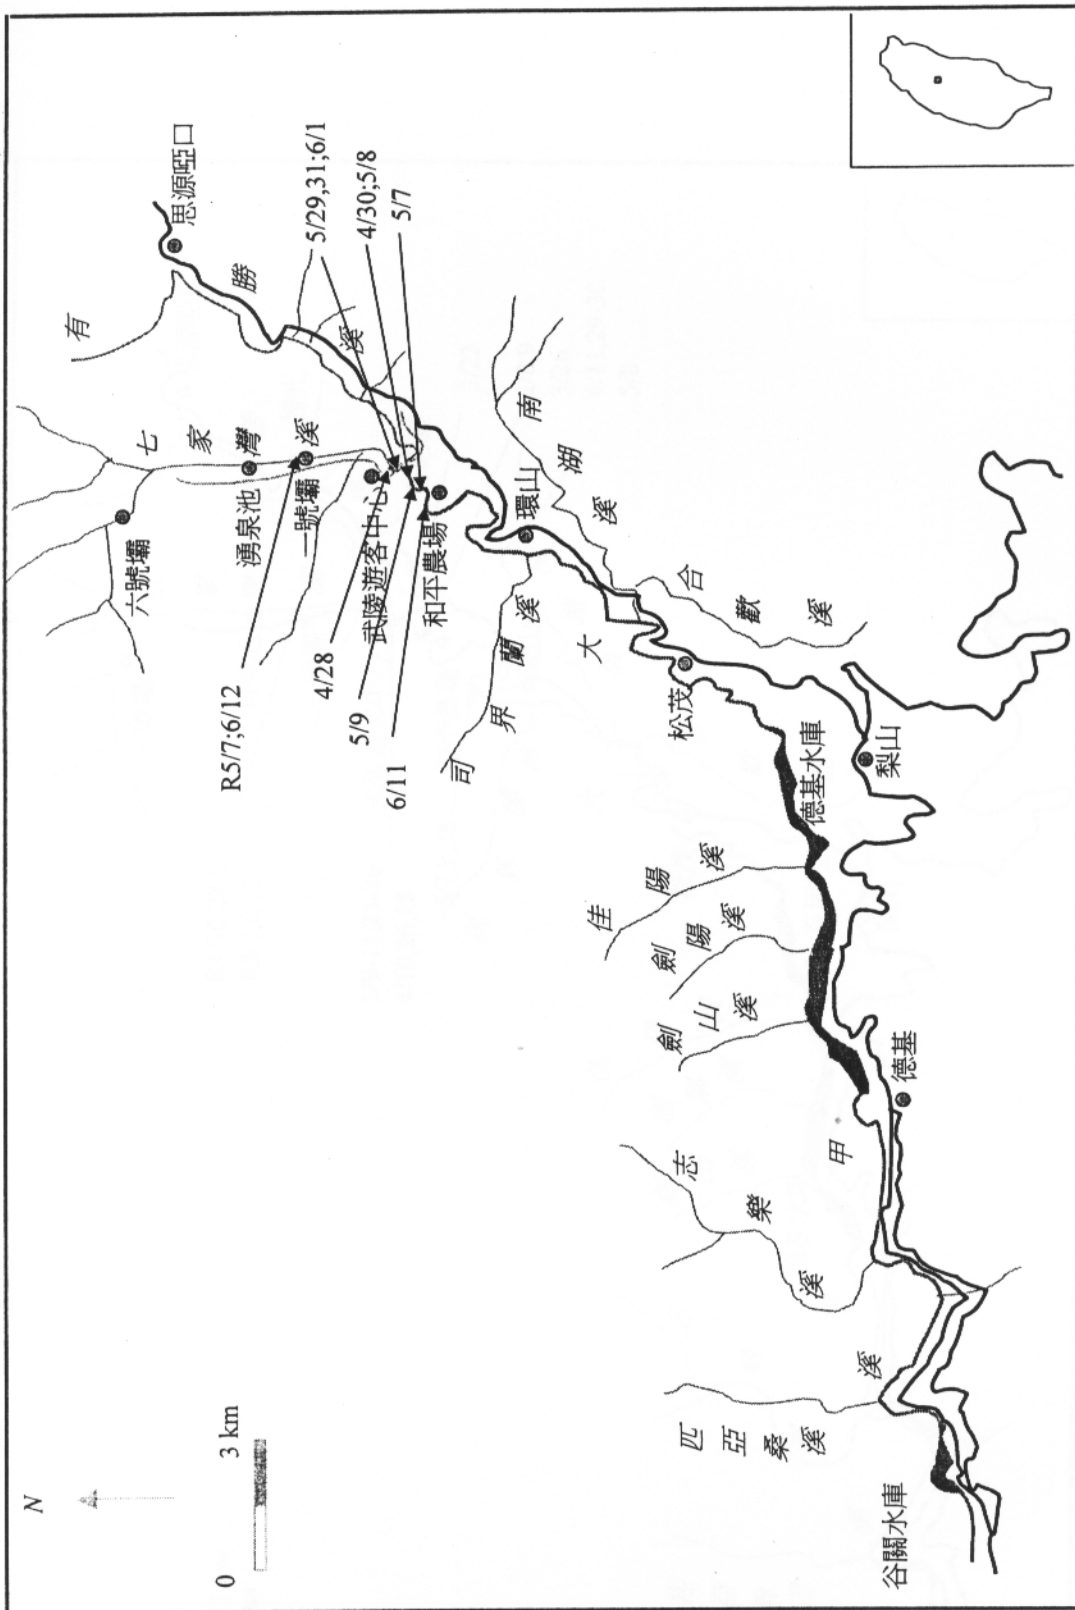 N
0 3 km
思源啞口
有勝溪
七家灣溪
六號壩
湧泉池
一號壩
武陵遊客中心
和平農場
環山
南湖溪
合歡溪
司界蘭溪
松茂
梨山
德基水庫
佳陽溪
劍陽溪
劍山溪
德基
志樂溪
匹亞桑溪
大甲溪
谷關水庫
5/29,31;6/1
4/30;5/8
5/7
R5/7;6/12
4/28
5/9
6/11